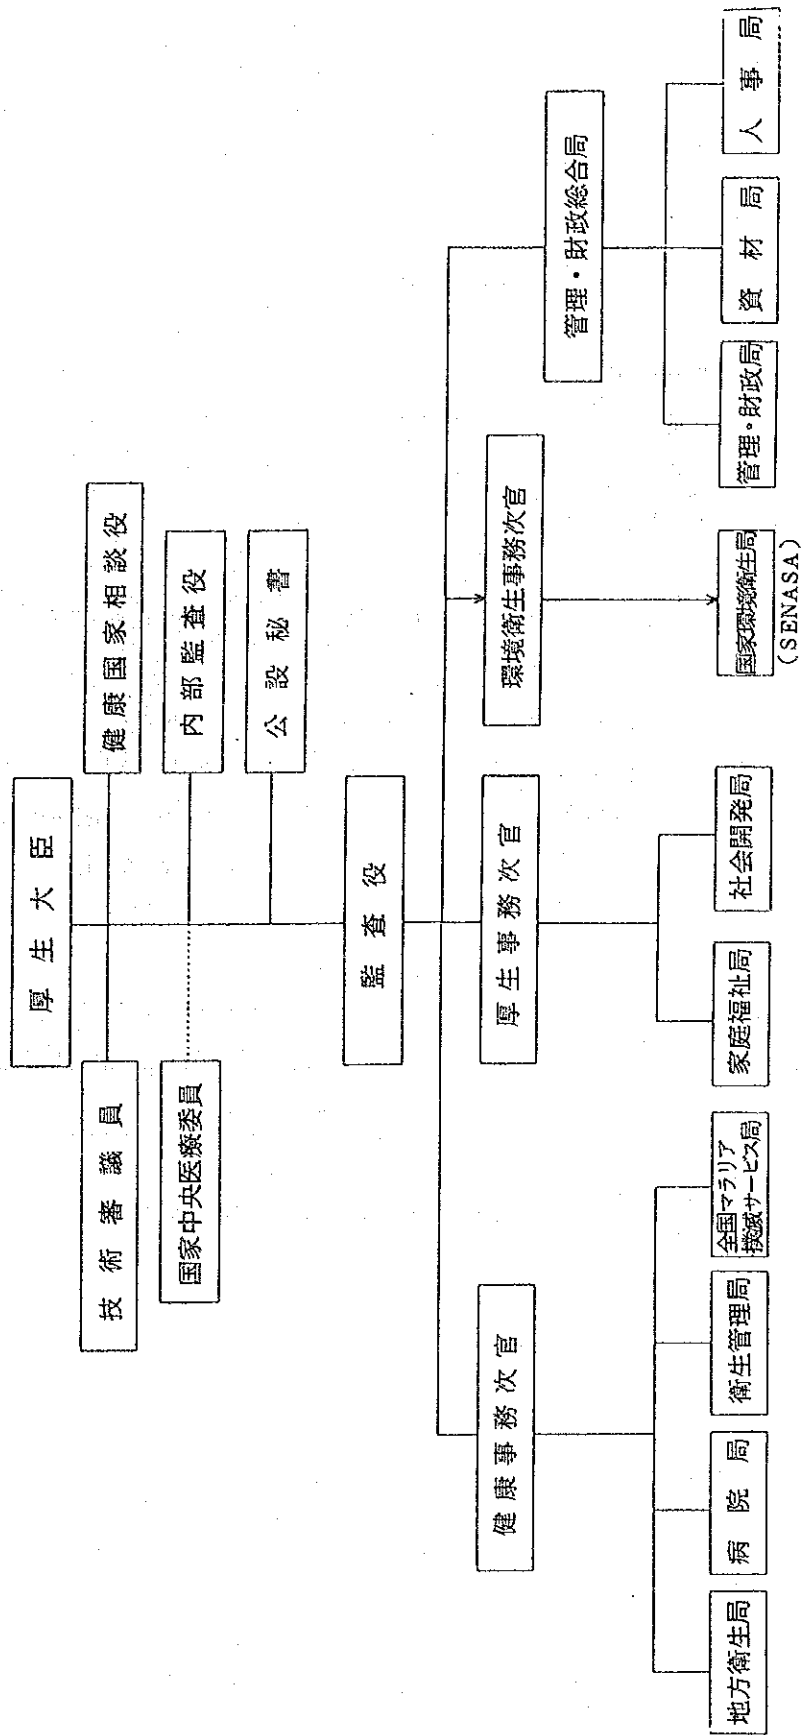 厚生大臣
技術審議員
健康国家相談役
国家中央医療委員
内部監査役
公設秘書
監査役
健康事務次官
厚生事務次官
環境衛生事務次官
管理・財政総合局
地方衛生局
病院局
衛生管理局
全国マラリア
撲滅サービス局
家庭福祉局
社会開発局
国家環境衛生局
(SENASA)
管理・財政局
資材局
人事局